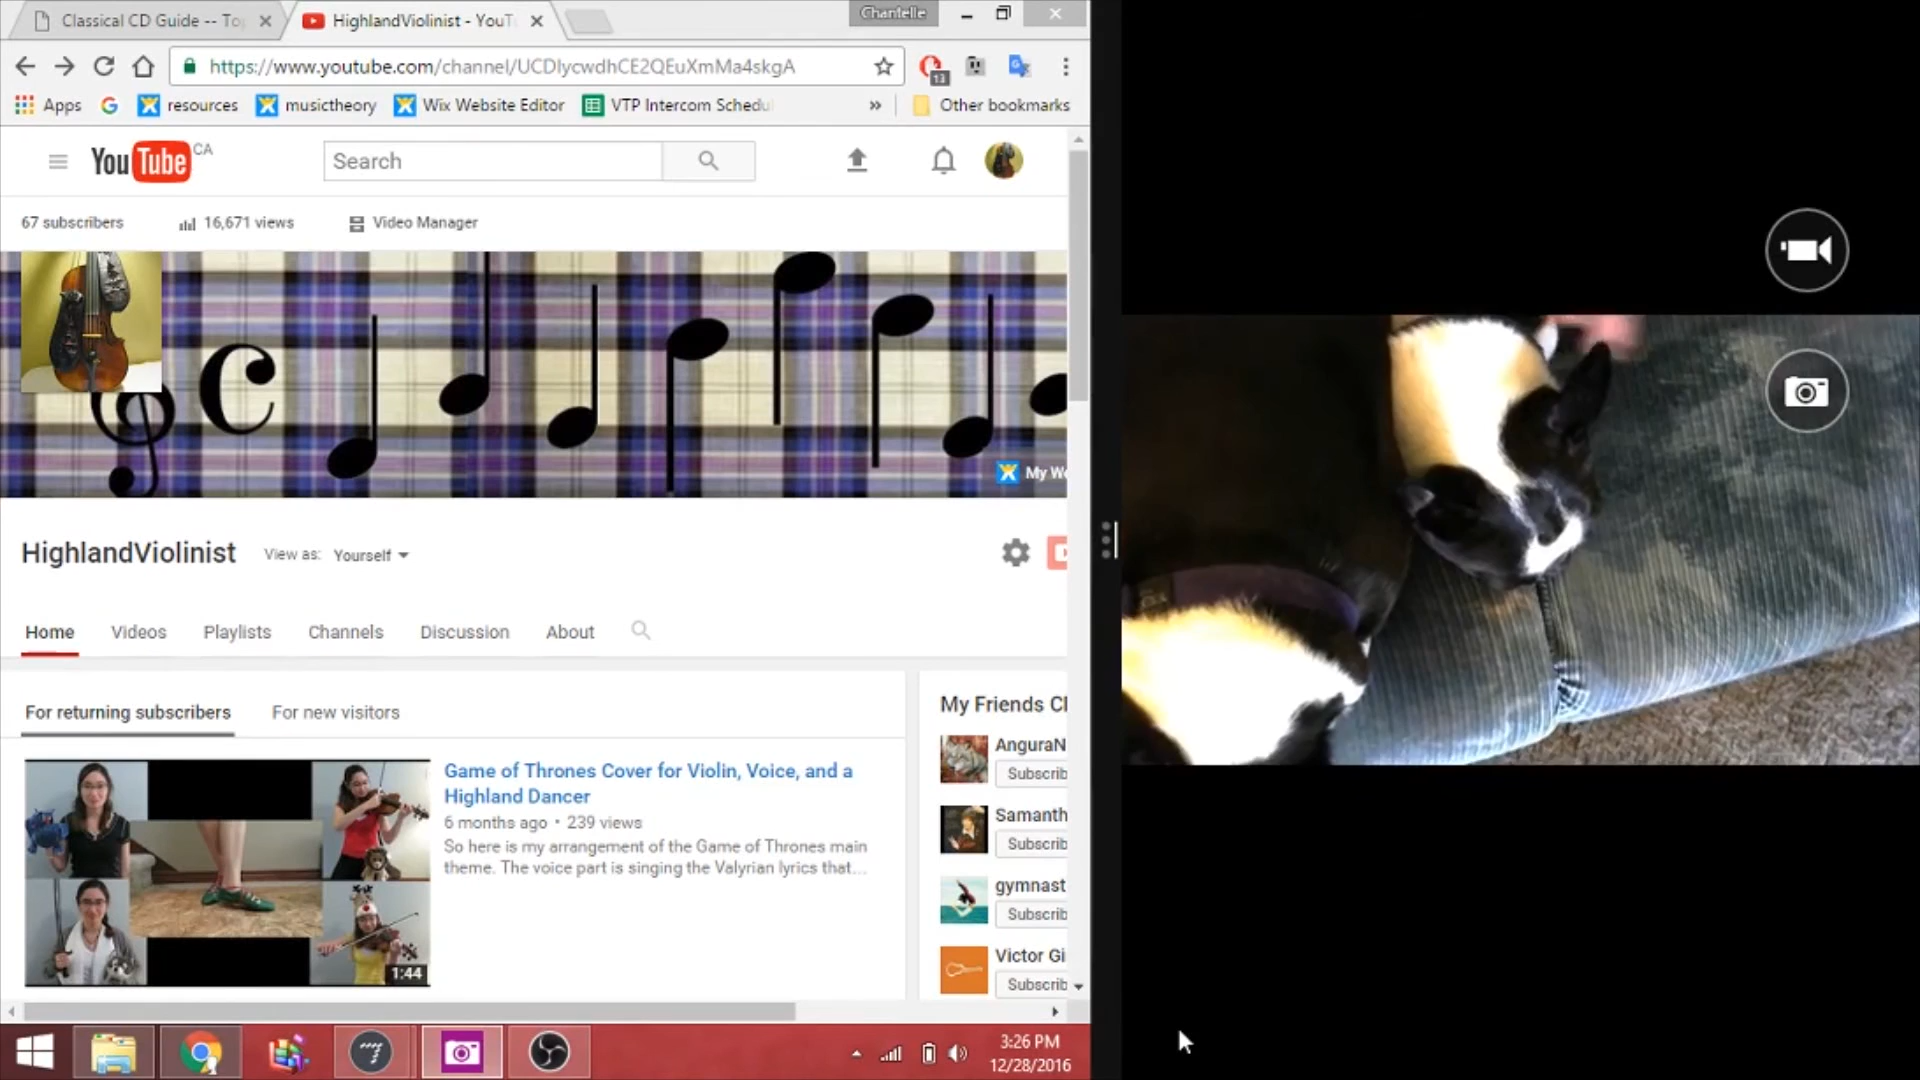 Classical CD Guide -- To
HighlandViolinist - YouT
Chantelle
https://www.youtube.com/channel/UCDlycwdhCE2QEuXmMa4skgA
13
Apps
resources
musictheory
Wix Website Editor
VTP Intercom Schedu
»
Other bookmarks
YouTube CA
Search
67 subscribers
16,671 views
Video Manager
My We
HighlandViolinist
View as: Yourself
Home
Videos
Playlists
Channels
Discussion
About
For returning subscribers
For new visitors
Game of Thrones Cover for Violin, Voice, and a
Highland Dancer
6 months ago • 239 views
So here is my arrangement of the Game of Thrones main
theme. The voice part is singing the Valyrian lyrics that...
1:44
My Friends Cl
AnguraN
Subscrib
Samanth
Subscrib
gymnast
Subscrib
Victor Gi
Subscrib
3:26 PM
12/28/2016